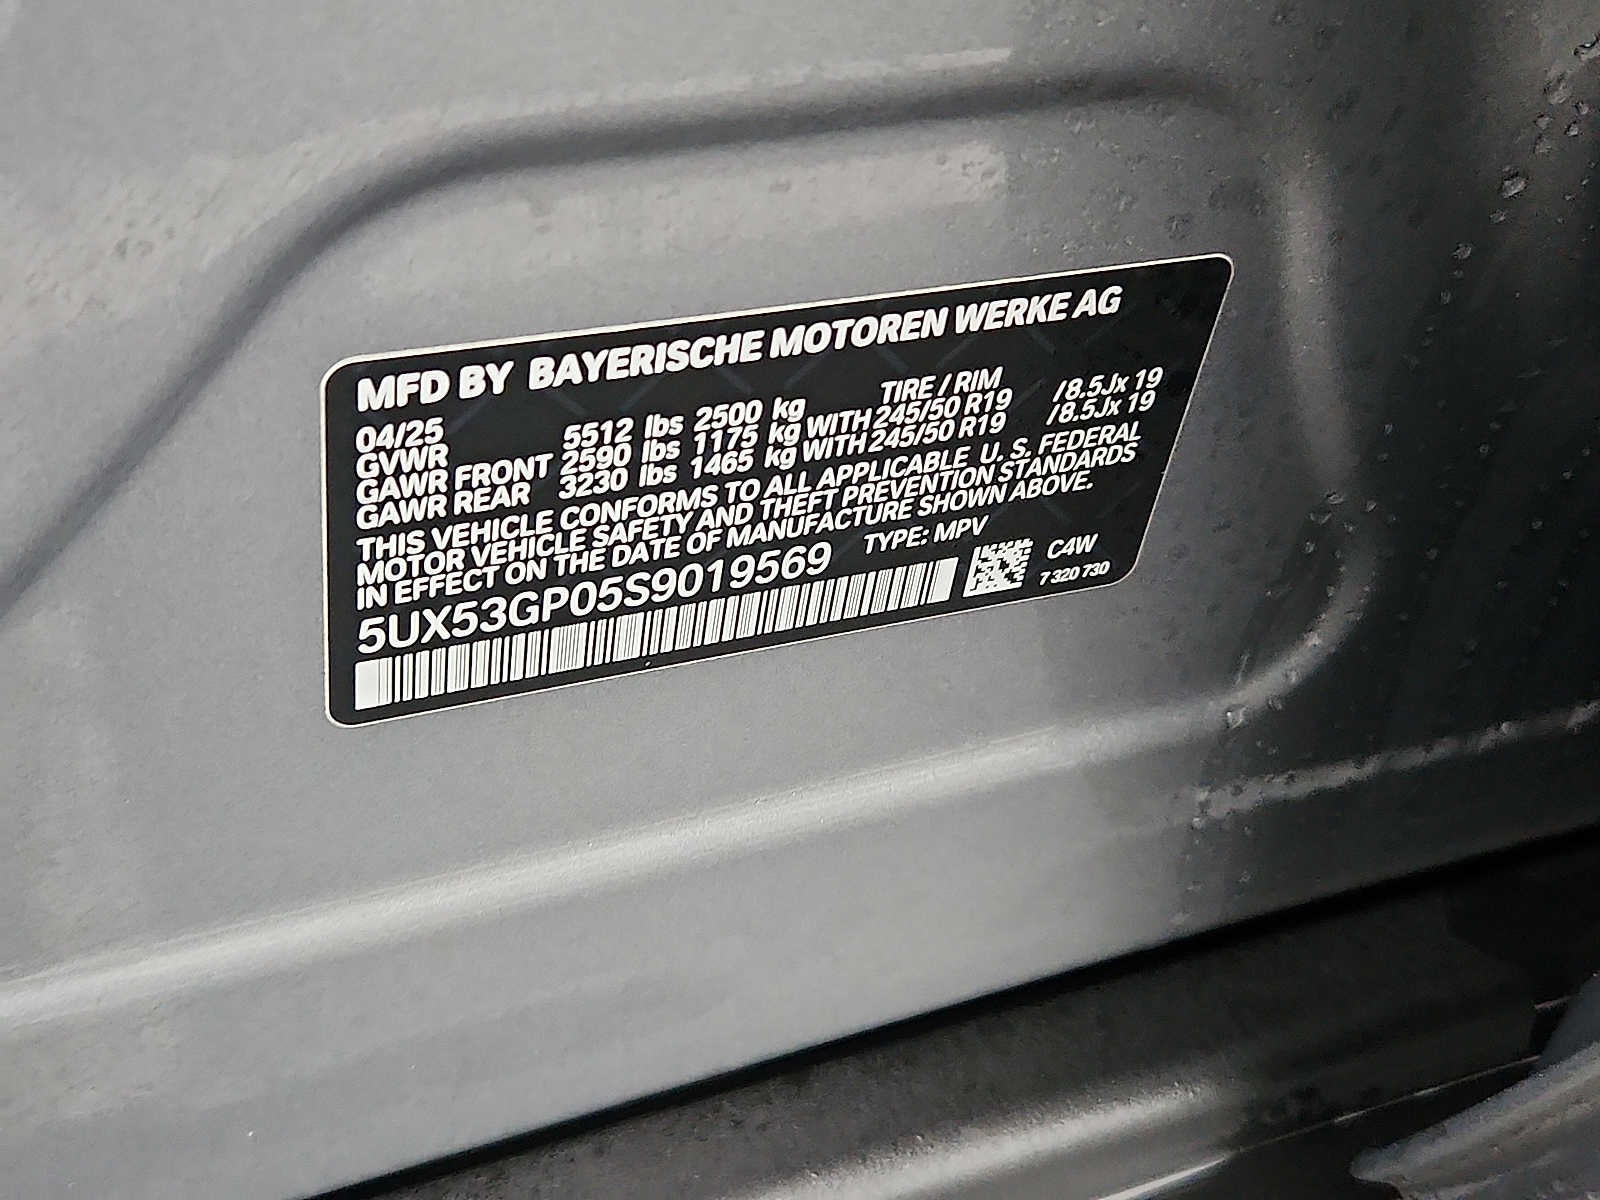 MFD BY BAYERISCHE MOTOREN WERKE AG
04/25 TIRE / RIM
GVWR 5512 lbs 2500 kg
GAWR FRONT 2590 lbs 1175 kg WITH 245/50 R19 /8.5Jx 19
GAWR REAR 3230 lbs 1465 kg WITH 245/50 R19 /8.5Jx 19
THIS VEHICLE CONFORMS TO ALL APPLICABLE U. S. FEDERAL
MOTOR VEHICLE SAFETY AND THEFT PREVENTION STANDARDS
IN EFFECT ON THE DATE OF MANUFACTURE SHOWN ABOVE.
5UX53GP05S9019569 TYPE: MPV
C4W
7 320 730